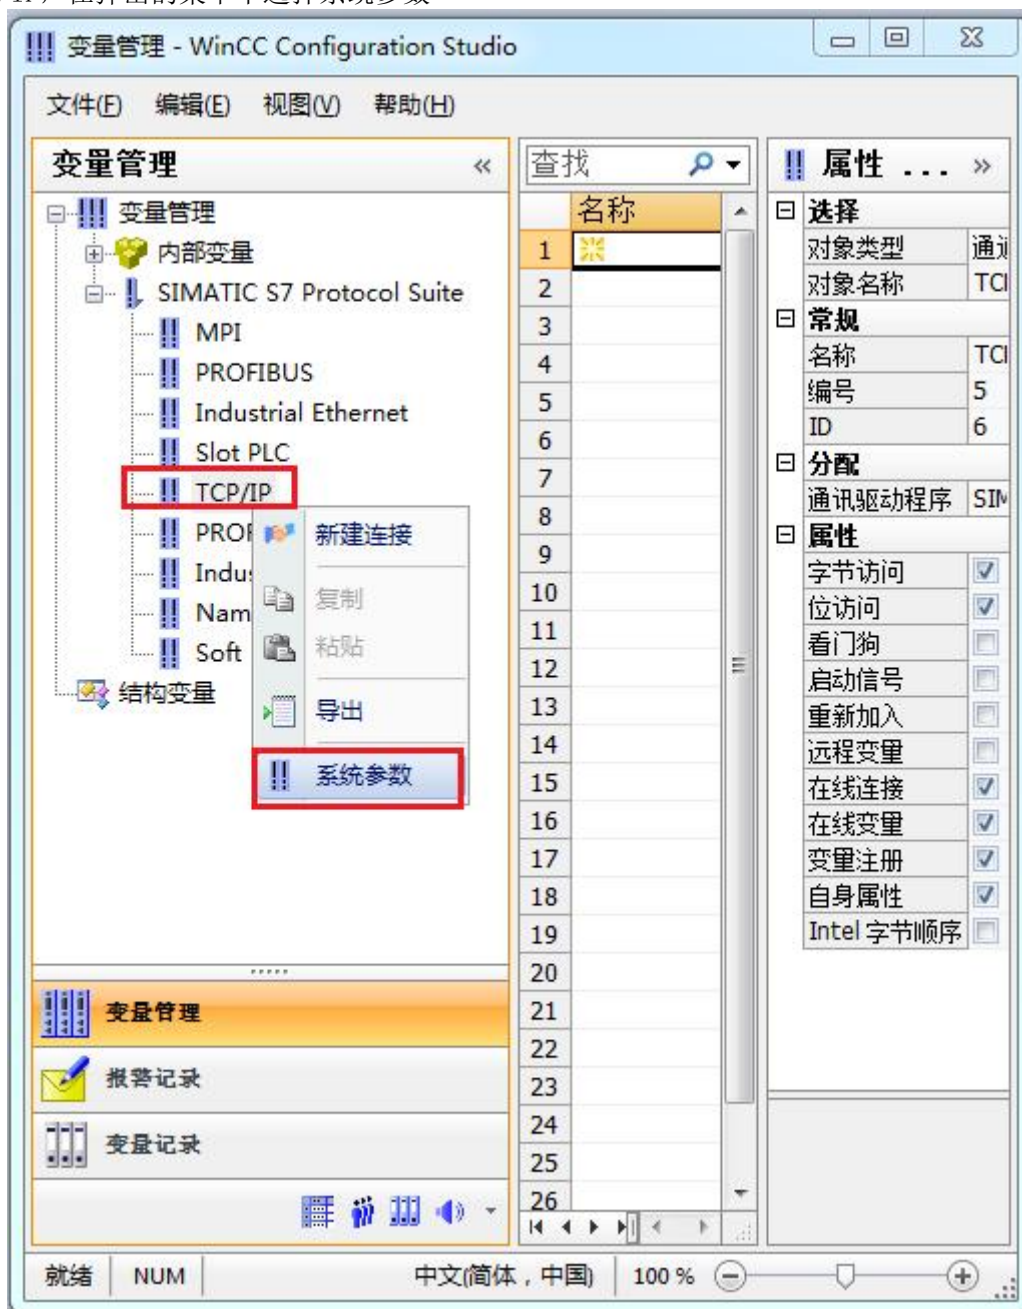 变量管理 - WinCC Configuration Studio
文件(F) 编辑(E) 视图(V) 帮助(H)
变量管理 «
变量管理
内部变量
SIMATIC S7 Protocol Suite
MPI
PROFIBUS
Industrial Ethernet
Slot PLC
TCP/IP
PROF
Indus
Nam
Soft
结构变量
新建连接
复制
粘贴
导出
系统参数
变量管理
报警记录
变量记录
查找
名称
1
2
3
4
5
6
7
8
9
10
11
12
13
14
15
16
17
18
19
20
21
22
23
24
25
26
属性 ... »
选择
对象类型 通
对象名称 TC
常规
名称 TC
编号 5
ID 6
分配
通讯驱动程序 SIM
属性
字节访问
位访问
看门狗
启动信号
重新加入
远程变量
在线连接
在线变量
变量注册
自身属性
Intel 字节顺序
就绪 NUM 中文(简体，中国) 100 %